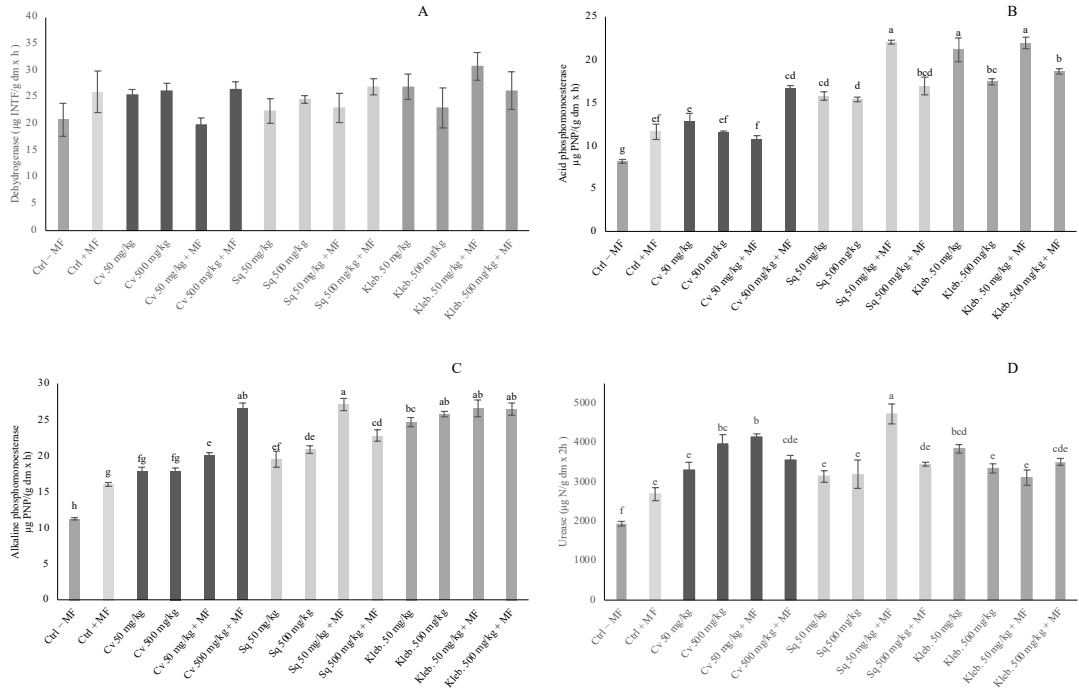 A
Dehydrogenase (µg INTF/g dm x h)
40
35
30
25
20
15
10
5
0
Ctrl – MF
Ctrl + MF
Cv 50 mg/kg
Cv 500 mg/kg
Cv 50 mg/kg + MF
Cv 500 mg/kg + MF
Sq 50 mg/kg
Sq 500 mg/kg
Sq 50 mg/kg + MF
Sq 500 mg/kg + MF
Kleb. 50 mg/kg
Kleb. 500 mg/kg
Kleb. 50 mg/kg + MF
Kleb. 500 mg/kg + MF
B
Acid phosphomonoesterase
µg PNP/(g dm x h)
25
20
15
10
5
0
g
ef
e
ef
f
cd
cd
d
a
bcd
a
bc
a
b
Ctrl – MF
Ctrl + MF
Cv 50 mg/kg
Cv 500 mg/kg
Cv 50 mg/kg + MF
Cv 500 mg/kg + MF
Sq 50 mg/kg
Sq 500 mg/kg
Sq 50 mg/kg + MF
Sq 500 mg/kg + MF
Kleb. 50 mg/kg
Kleb. 500 mg/kg
Kleb. 50 mg/kg + MF
Kleb. 500 mg/kg + MF
C
Alkaline phosphomonoesterase
µg PNP/(g dm x h)
30
25
20
15
10
5
0
h
g
fg
fg
e
ab
ef
de
a
cd
bc
ab
ab
ab
Ctrl – MF
Ctrl + MF
Cv 50 mg/kg
Cv 500 mg/kg
Cv 50 mg/kg + MF
Cv 500 mg/kg + MF
Sq 50 mg/kg
Sq 500 mg/kg
Sq 50 mg/kg + MF
Sq 500 mg/kg + MF
Kleb. 50 mg/kg
Kleb. 500 mg/kg
Kleb. 50 mg/kg + MF
Kleb. 500 mg/kg + MF
D
Urease (µg N/g dm x 2h)
5000
4000
3000
2000
1000
0
f
e
e
bc
b
cde
e
e
a
de
bcd
e
e
cde
Ctrl – MF
Ctrl + MF
Cv 50 mg/kg
Cv 500 mg/kg
Cv 50 mg/kg + MF
Cv 500 mg/kg + MF
Sq 50 mg/kg
Sq 500 mg/kg
Sq 50 mg/kg + MF
Sq 500 mg/kg + MF
Kleb. 50 mg/kg
Kleb. 500 mg/kg
Kleb. 50 mg/kg + MF
Kleb. 500 mg/kg + MF